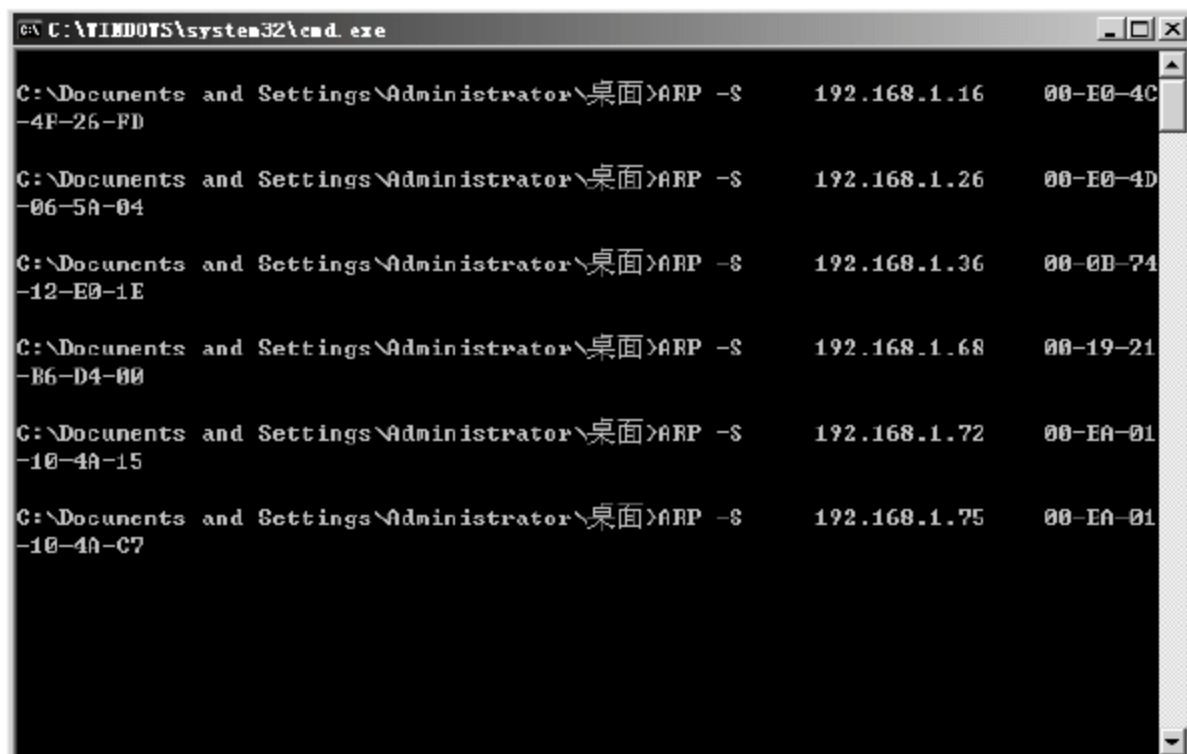 C:\WINDOWS\system32\cmd.exe
C:\Documents and Settings\Administrator\桌面>ARP -S 192.168.1.16 00-E0-4C
-4F-26-FD
C:\Documents and Settings\Administrator\桌面>ARP -S 192.168.1.26 00-E0-4D
-06-5A-04
C:\Documents and Settings\Administrator\桌面>ARP -S 192.168.1.36 00-0B-74
-12-E0-1E
C:\Documents and Settings\Administrator\桌面>ARP -S 192.168.1.68 00-19-21
-B6-D4-00
C:\Documents and Settings\Administrator\桌面>ARP -S 192.168.1.72 00-EA-01
-10-4A-15
C:\Documents and Settings\Administrator\桌面>ARP -S 192.168.1.75 00-EA-01
-10-4A-C7